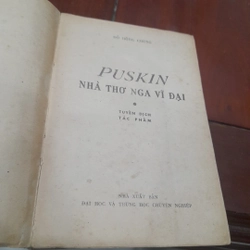 PUSKIN
NHÀ THƠ NGA VĨ ĐẠI
TUYỂN DỊCH
TÁC PHẨM
NHÀ XUẤT BẢN
ĐẠI HỌC VÀ TRUNG HỌC CHUYÊN NGHIỆP